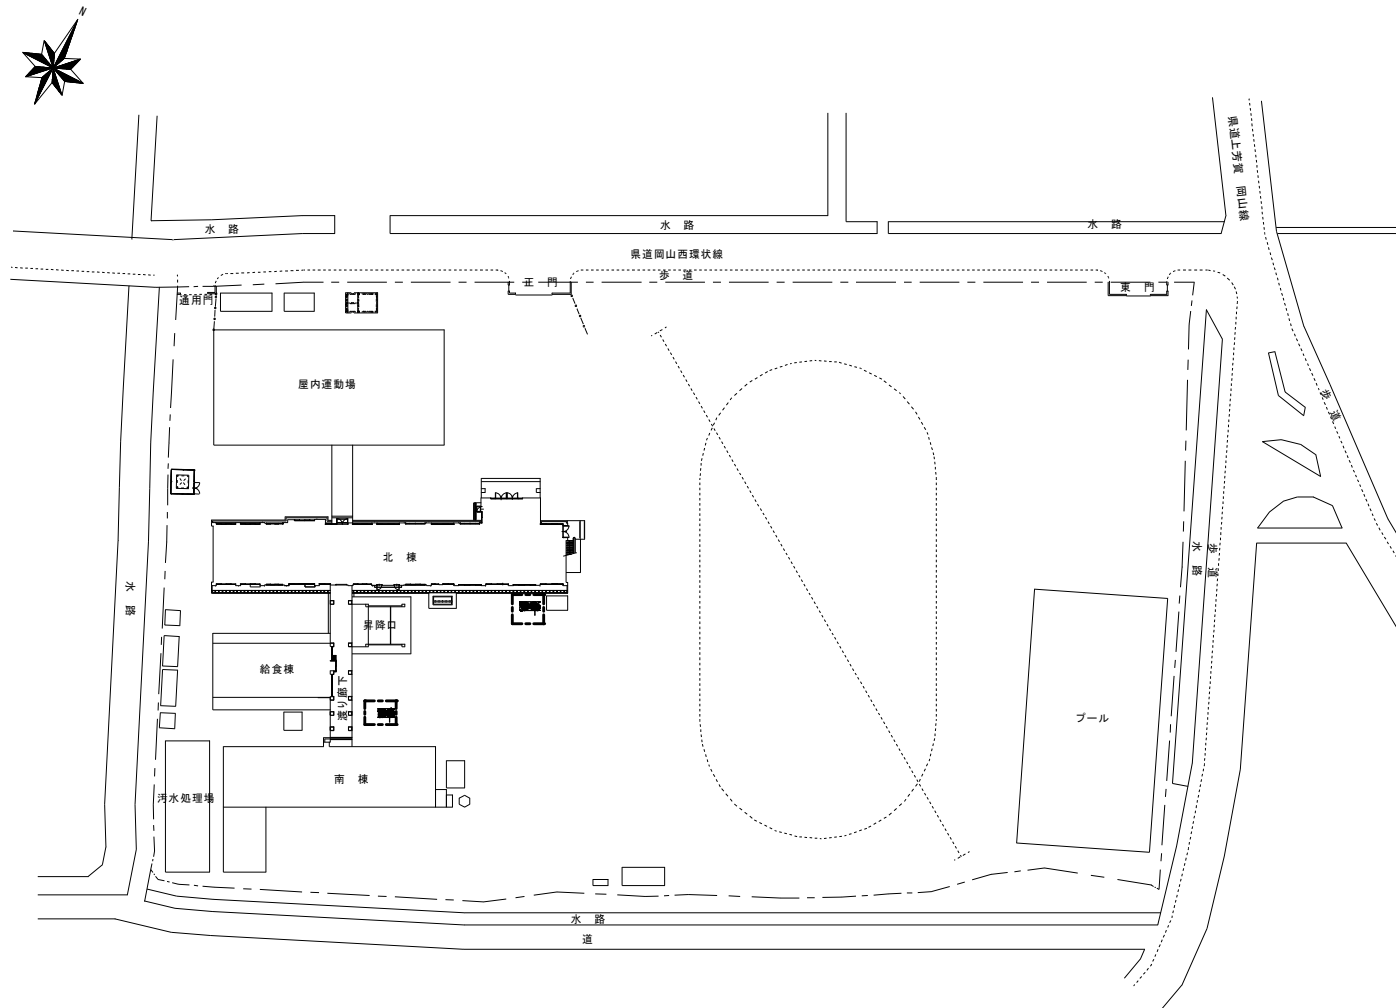 N
県道上芳賀 岡山線
水 路
水 路
水 路
県道岡山西環状線
歩 道
正 門
東 門
通用門
屋内運動場
歩 道
北 棟
歩 道
水 路
水 路
昇降口
給食棟
渡り廊下
プール
南 棟
汚水処理場
水 路
道